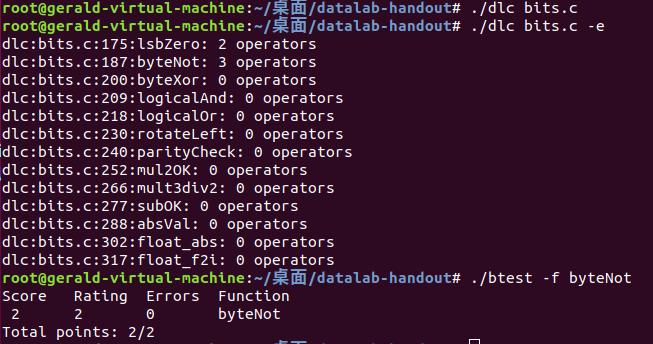 root@gerald-virtual-machine:~/桌面/datalab-handout# ./dlc bits.c
root@gerald-virtual-machine:~/桌面/datalab-handout# ./dlc bits.c -e
dlc:bits.c:175:lsbZero: 2 operators
dlc:bits.c:187:byteNot: 3 operators
dlc:bits.c:200:byteXor: 0 operators
dlc:bits.c:209:logicalAnd: 0 operators
dlc:bits.c:218:logicalOr: 0 operators
dlc:bits.c:230:rotateLeft: 0 operators
dlc:bits.c:240:parityCheck: 0 operators
dlc:bits.c:252:mul2OK: 0 operators
dlc:bits.c:266:mult3div2: 0 operators
dlc:bits.c:277:subOK: 0 operators
dlc:bits.c:288:absVal: 0 operators
dlc:bits.c:302:float_abs: 0 operators
dlc:bits.c:317:float_f2i: 0 operators
root@gerald-virtual-machine:~/桌面/datalab-handout# ./btest -f byteNot
Score Rating Errors Function
2 2 0 byteNot
Total points: 2/2